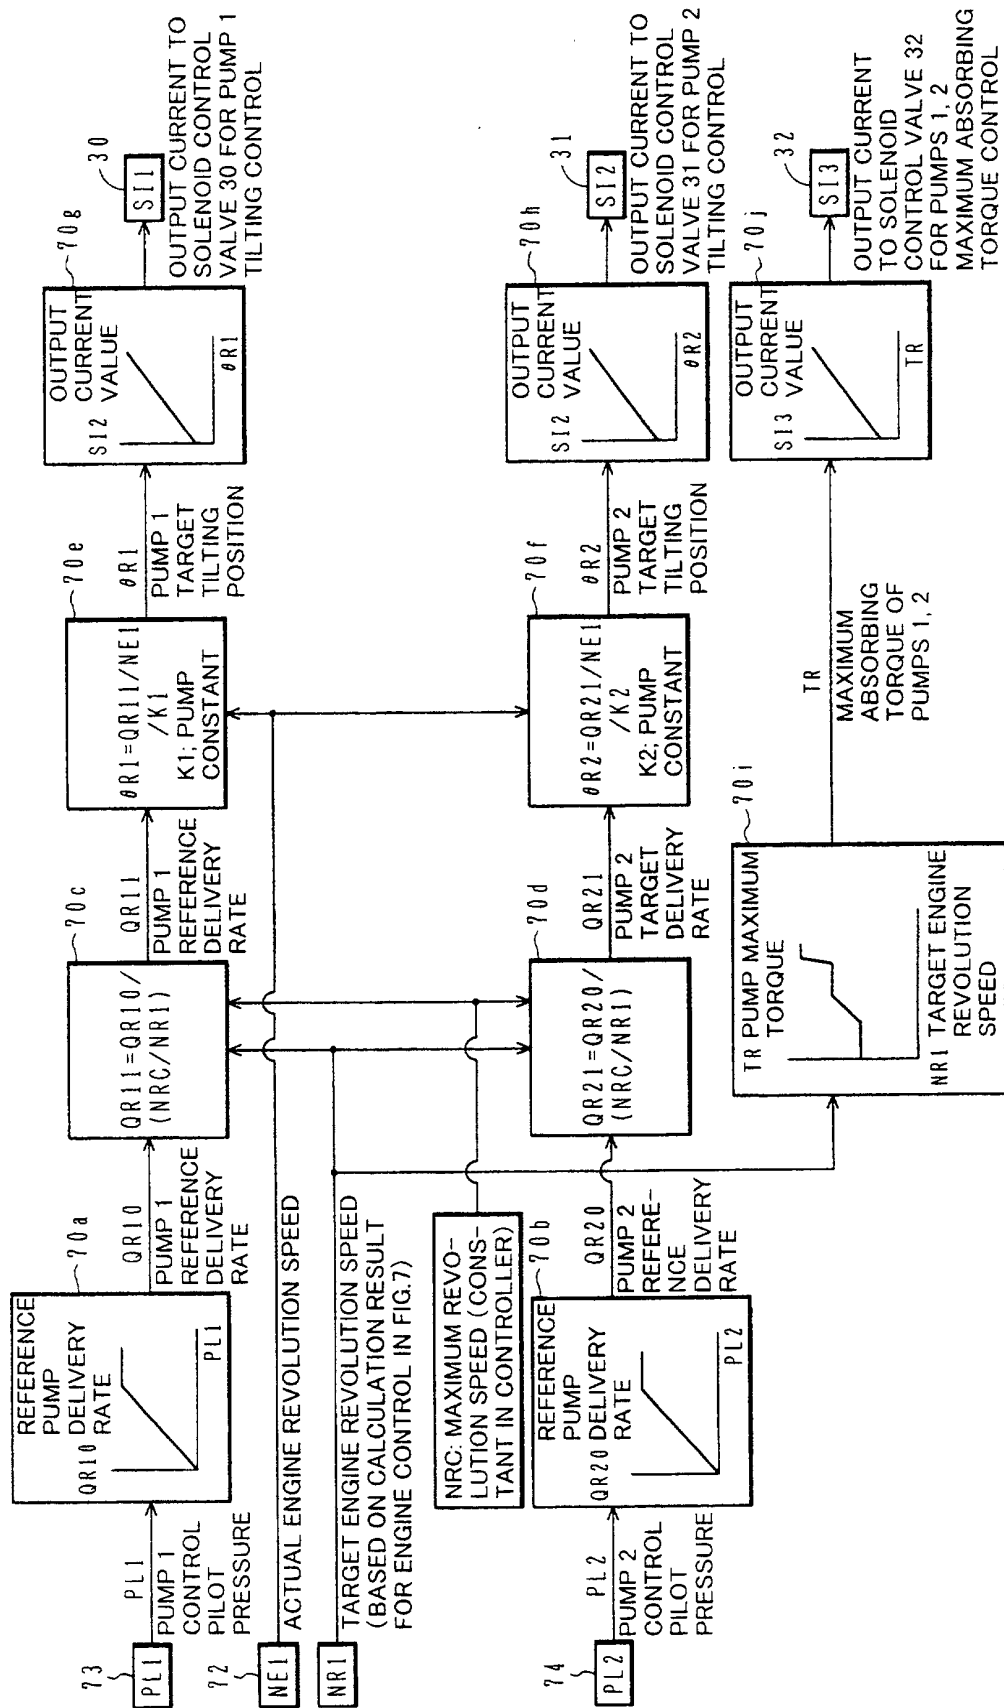 73
PL1
PL1
PUMP 1
CONTROL
PILOT
PRESSURE
REFERENCE
PUMP
DELIVERY
RATE
QR10
PL1
70a
QR10
PUMP 1
REFERENCE
DELIVERY
RATE
QR11=QR10/
(NRC/NR1)
70c
QR11
PUMP 1
REFERENCE
DELIVERY
RATE
θR1=QR11/NE1
/K1
K1; PUMP
CONSTANT
70e
θR1
PUMP 1
TARGET
TILTING
POSITION
OUTPUT
CURRENT
VALUE
SI2
θR1
70g
SI1
30
OUTPUT CURRENT TO
SOLENOID CONTROL
VALVE 30 FOR PUMP 1
TILTING CONTROL
72
NE1
ACTUAL ENGINE REVOLUTION SPEED
NR1
TARGET ENGINE REVOLUTION SPEED
(BASED ON CALCULATION RESULT
FOR ENGINE CONTROL IN FIG.7)
NRC: MAXIMUM REVO-
LUTION SPEED (CONS-
TANT IN CONTROLLER)
74
PL2
PL2
PUMP 2
CONTROL
PILOT
PRESSURE
REFERENCE
PUMP
DELIVERY
RATE
QR20
PL2
70b
QR20
PUMP 2
REFERE-
NCE
DELIVERY
RATE
QR21=QR20/
(NRC/NR1)
70d
QR21
PUMP 2
TARGET
DELIVERY
RATE
θR2=QR21/NE1
/K2
K2; PUMP
CONSTANT
70f
θR2
PUMP 2
TARGET
TILTING
POSITION
OUTPUT
CURRENT
VALUE
SI2
θR2
70h
SI2
31
OUTPUT CURRENT TO
SOLENOID CONTROL
VALVE 31 FOR PUMP 2
TILTING CONTROL
TR PUMP MAXIMUM
TORQUE
NR1 TARGET ENGINE
REVOLUTION
SPEED
70i
TR
MAXIMUM
ABSORBING
TORQUE OF
PUMPS 1, 2
OUTPUT
CURRENT
VALUE
SI3
TR
70j
SI3
32
OUTPUT CURRENT
TO SOLENOID
CONTROL VALVE 32
FOR PUMPS 1, 2
MAXIMUM ABSORBING
TORQUE CONTROL